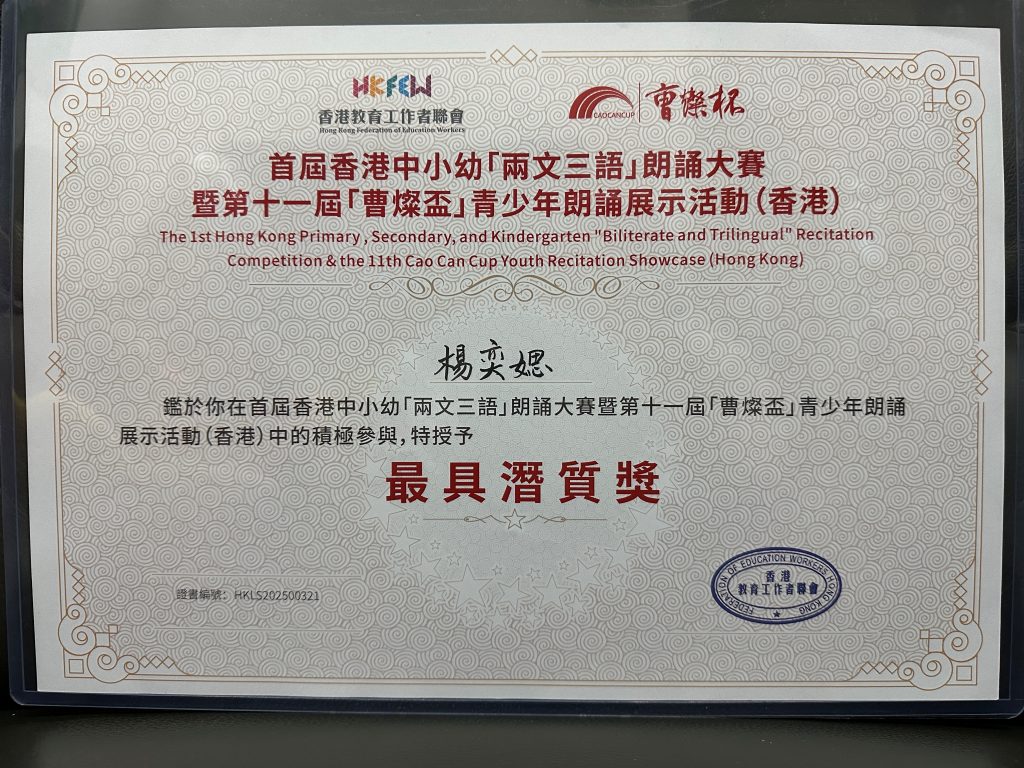 HKFEW
香港教育工作者聯會
Hong Kong Federation of Education Workers
CAOCANCUP
曹燦杯
首屆香港中小幼「兩文三語」朗誦大賽
暨第十一屆「曹燦盃」青少年朗誦展示活動(香港)
The 1st Hong Kong Primary , Secondary, and Kindergarten "Biliterate and Trilingual" Recitation
Competition & the 11th Cao Can Cup Youth Recitation Showcase (Hong Kong)
楊奕媤
鑑於你在首屆香港中小幼「兩文三語」朗誦大賽暨第十一屆「曹燦盃」青少年朗誦
展示活動(香港)中的積極參與,特授予
最具潛質獎
證書編號: HKLS202500321
FEDERATION OF EDUCATION WORKERS HONG KONG
香港
教育工作者聯會